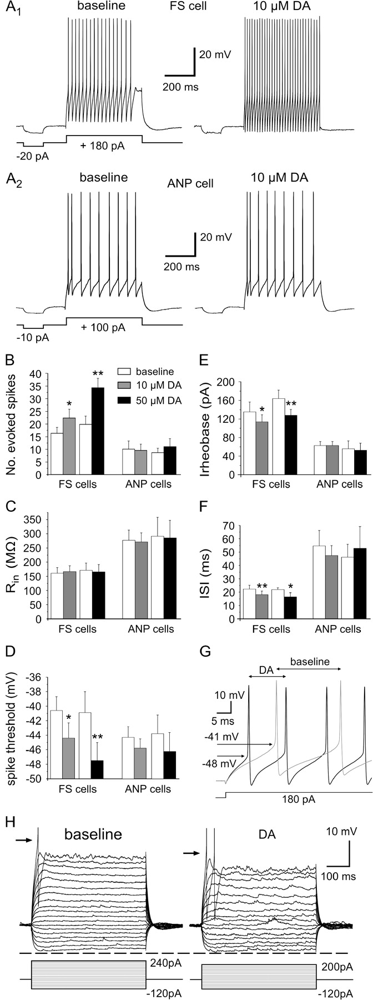 A1 baseline FS cell 10 µM DA
20 mV
200 ms
+ 180 pA
-20 pA
A2 baseline ANP cell 10 µM DA
20 mV
200 ms
+ 100 pA
-10 pA
B
No. evoked spikes
40
35
30
25
20
15
10
5
0
baseline
10 µM DA
50 µM DA
*
**
FS cells ANP cells
E
Irheobase (pA)
200
160
120
80
40
0
*
**
FS cells ANP cells
C
Rin (MΩ)
350
300
250
200
150
100
50
0
FS cells ANP cells
F
ISI (ms)
70
60
50
40
30
20
10
0
**
*
FS cells ANP cells
D
spike threshold (mV)
-36
-38
-40
-42
-44
-46
-48
-50
*
**
FS cells ANP cells
G
baseline
DA
10 mV
5 ms
-41 mV
-48 mV
180 pA
H
baseline DA
10 mV
100 ms
240pA
-120pA
200pA
-120pA